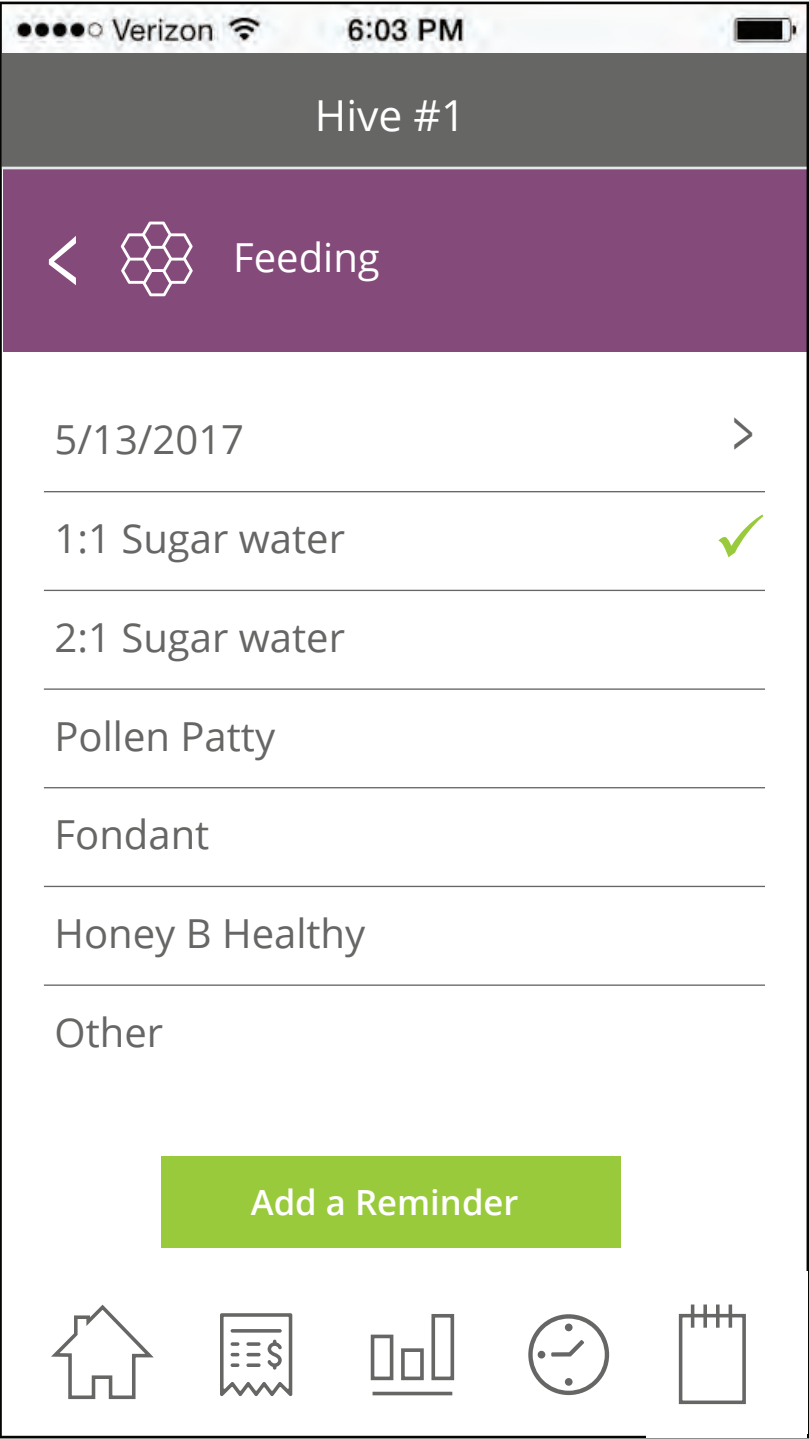 Verizon 6:03 PM
Hive #1
Feeding
5/13/2017
1:1 Sugar water
2:1 Sugar water
Pollen Patty
Fondant
Honey B Healthy
Other
Add a Reminder
$